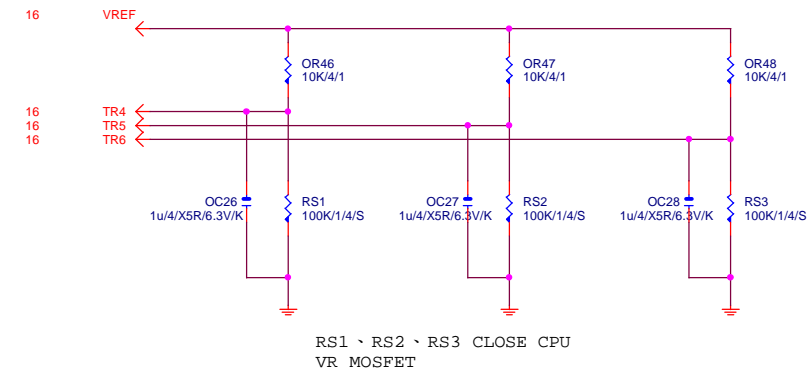 16 VREF
OR46
10K/4/1
OR47
10K/4/1
OR48
10K/4/1
16 TR4
16 TR5
16 TR6
OC26
1u/4/X5R/6.3V/K
RS1
100K/1/4/S
OC27
1u/4/X5R/6.3V/K
RS2
100K/1/4/S
OC28
1u/4/X5R/6.3V/K
RS3
100K/1/4/S
RS1、RS2、RS3 CLOSE CPU
VR MOSFET